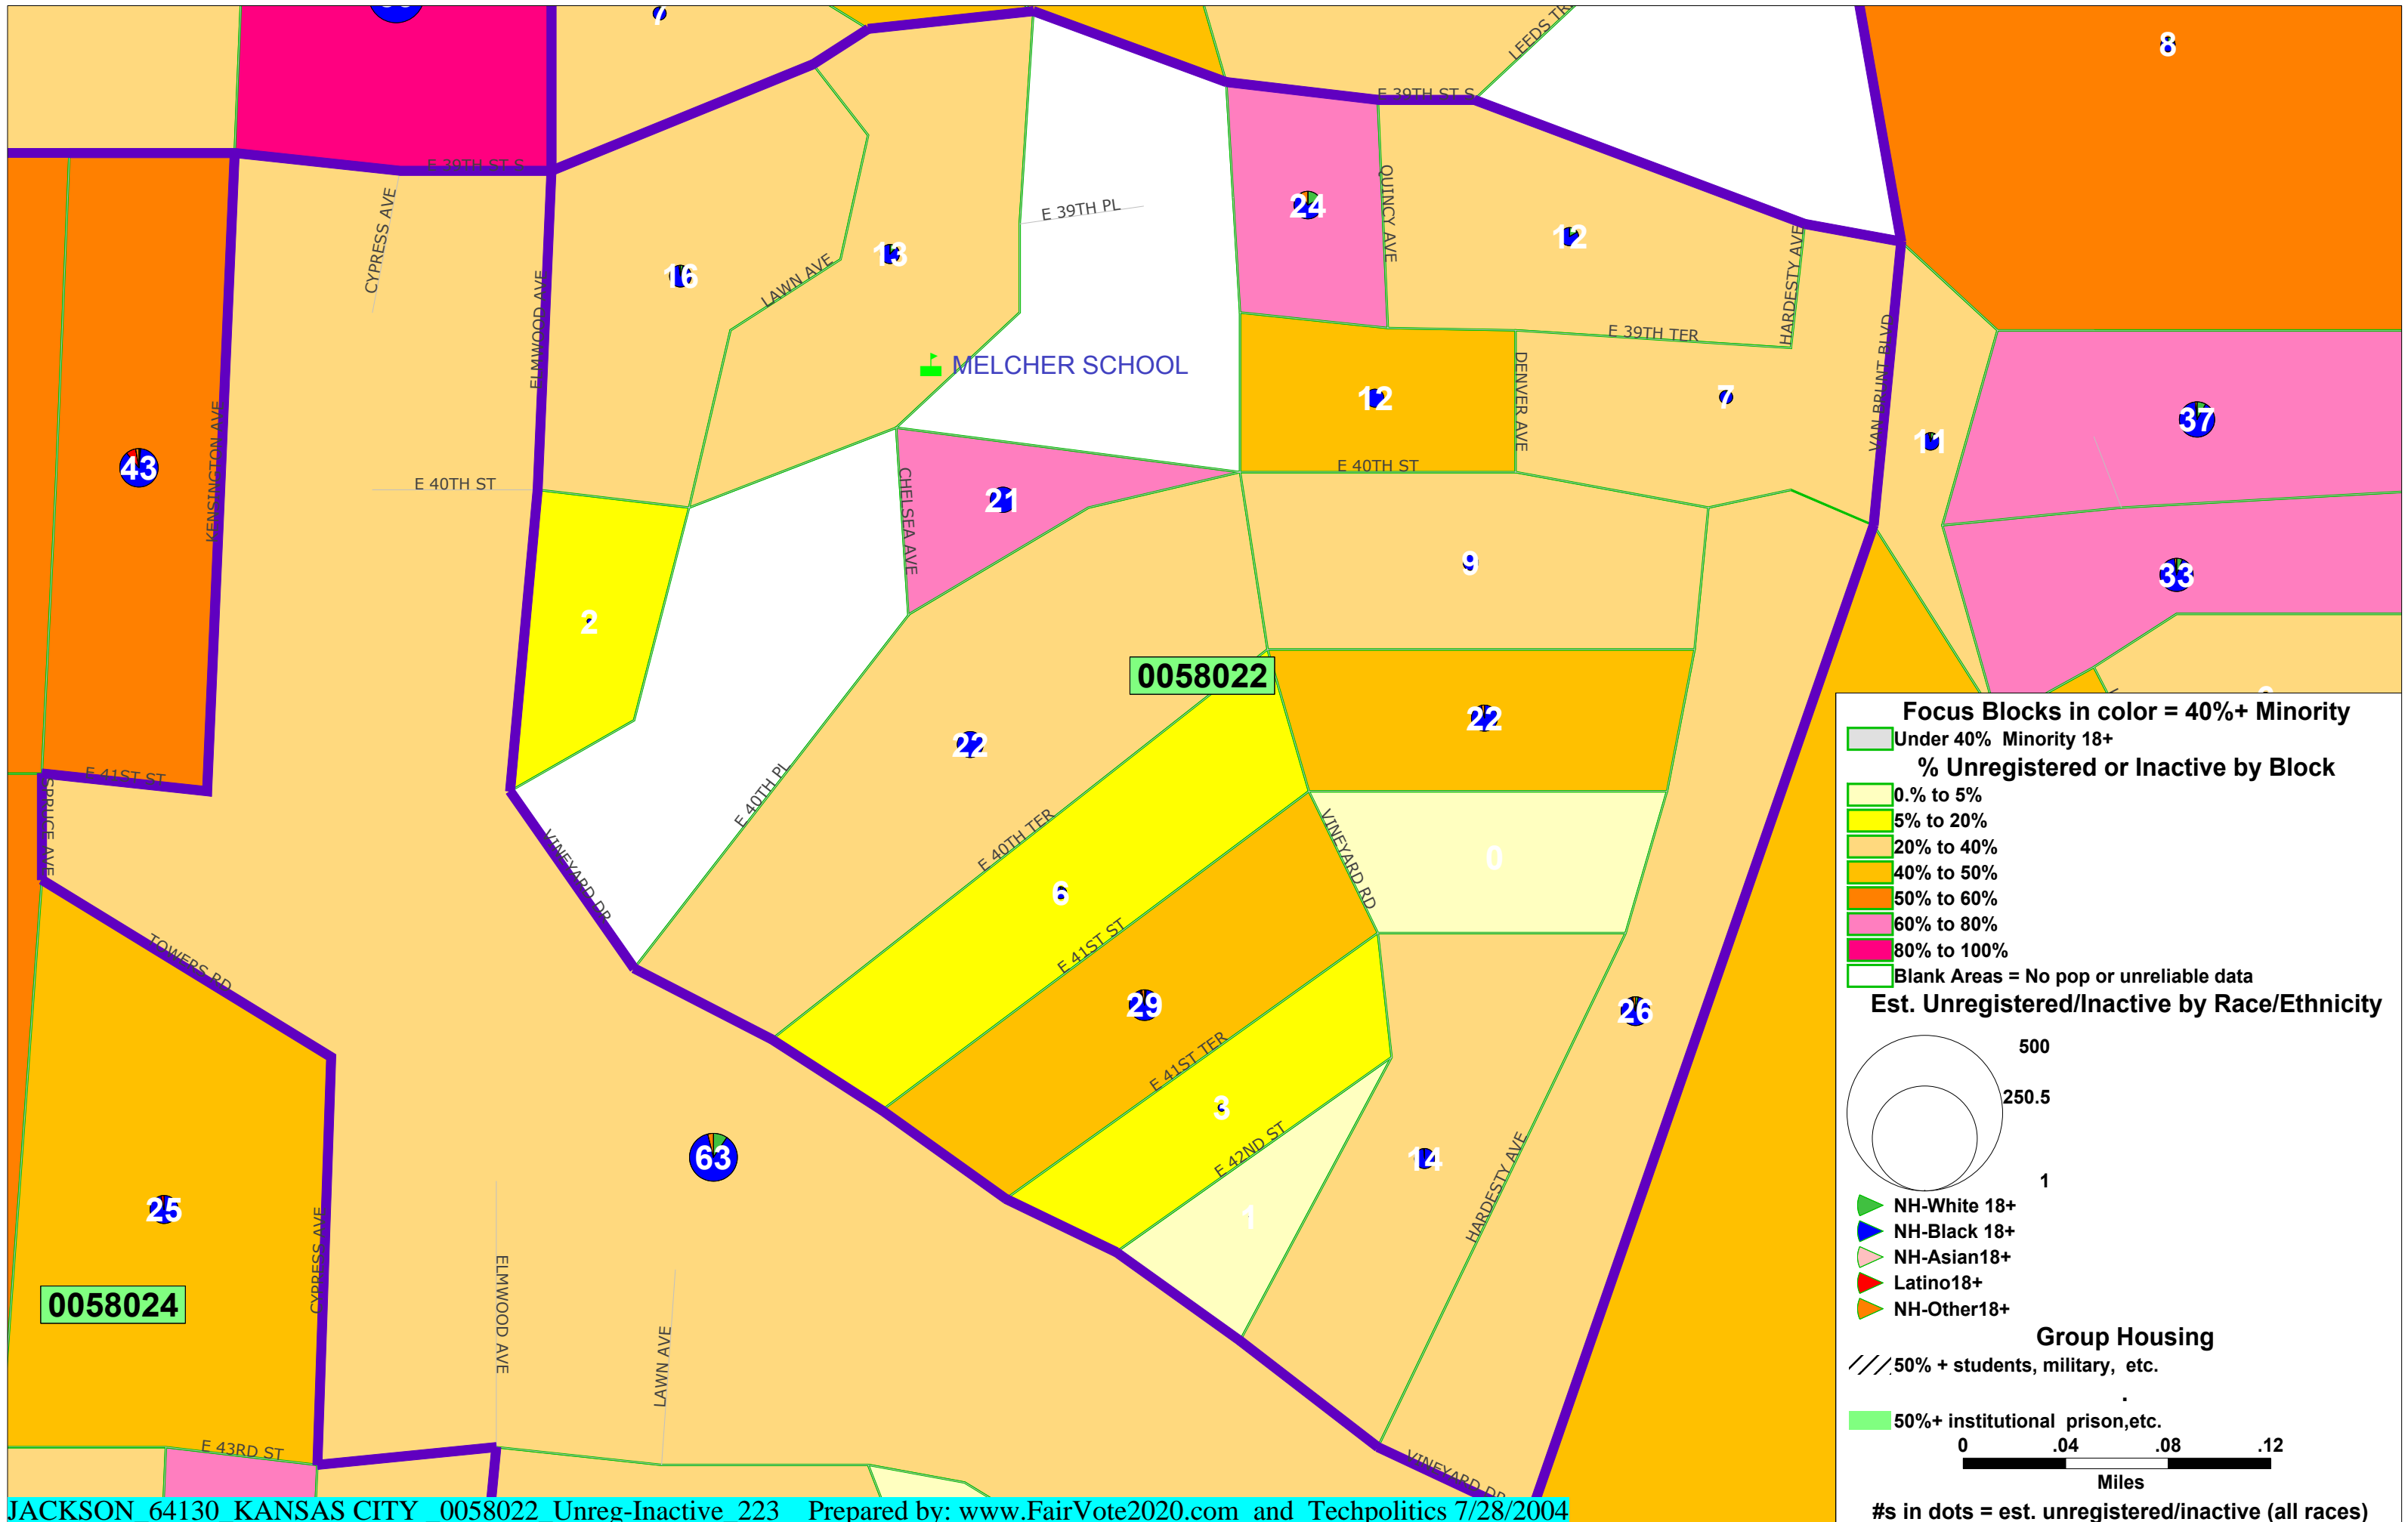 7
8
LEEDS TR
E 39TH ST S
E 39TH ST S
CYPRESS AVE
QUINCY AVE
24
E 39TH PL
12
13
16
LAWN AVE
HARDESTY AVE
ELMWOOD AVE
E 39TH TER
MELCHER SCHOOL
DENVER AVE
VAN BRUNT BLVD
12
7
37
11
43
KENSINGTON AVE
E 40TH ST
E 40TH ST
CHELSEA AVE
21
9
33
2
0058022
22
22
E 41ST ST
SPRUCE AVE
E 40TH PL
E 40TH TER
VINEYARD DR
VINEYARD RD
0
6
E 41ST ST
TOWERS RD
29
26
E 41ST TER
3
E 42ND ST
63
14
1
HARDESTY AVE
25
CYPRESS AVE
0058024
ELMWOOD AVE
LAWN AVE
E 43RD ST
VINEYARD DR
Focus Blocks in color = 40%+ Minority
Under 40% Minority 18+
% Unregistered or Inactive by Block
0.% to 5%
5% to 20%
20% to 40%
40% to 50%
50% to 60%
60% to 80%
80% to 100%
Blank Areas = No pop or unreliable data
Est. Unregistered/Inactive by Race/Ethnicity
500
250.5
1
NH-White 18+
NH-Black 18+
NH-Asian18+
Latino18+
NH-Other18+
Group Housing
50% + students, military, etc.
.
50%+ institutional prison,etc.
0 .04 .08 .12
Miles
#s in dots = est. unregistered/inactive (all races)
JACKSON 64130 KANSAS CITY 0058022 Unreg-Inactive 223 Prepared by: www.FairVote2020.com and Techpolitics 7/28/2004